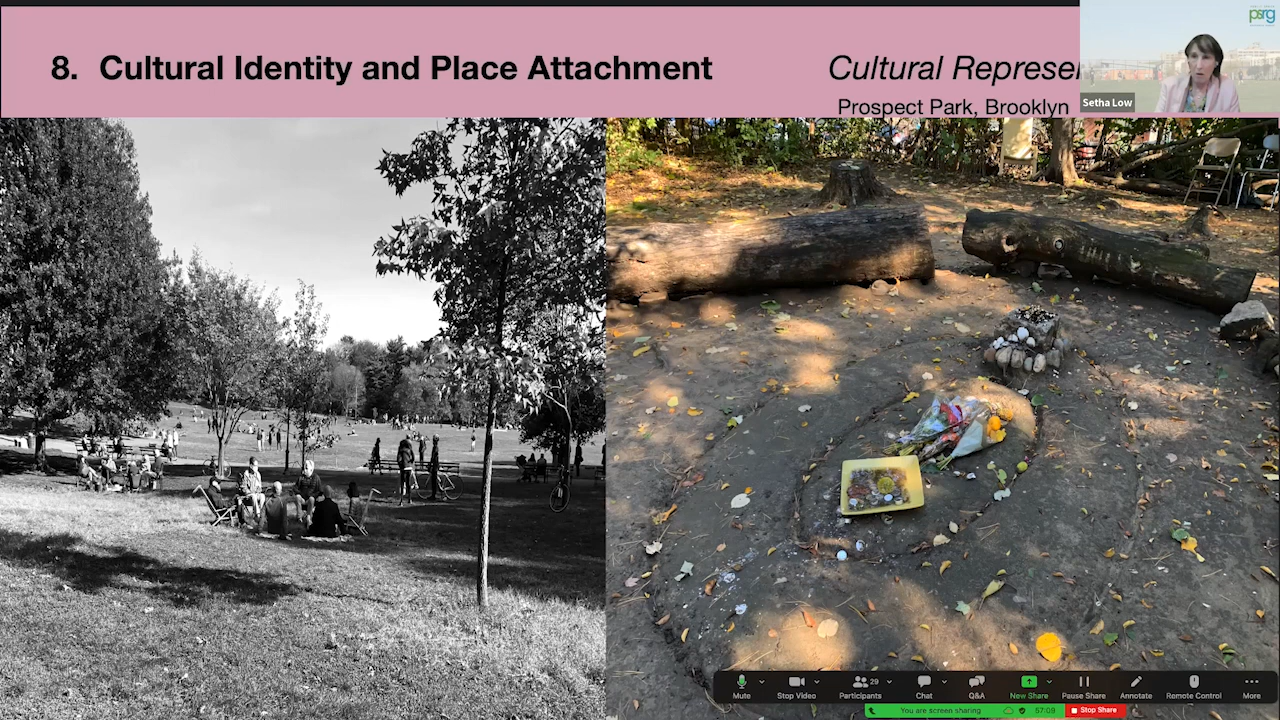 8. Cultural Identity and Place Attachment
Cultural Represe
Prospect Park, Brooklyn
psrg
Setha Low
Mute
Stop Video
Participants
29
Chat
Q&A
New Share
Pause Share
Annotate
Remote Control
More
You are screen sharing
57:09
Stop Share